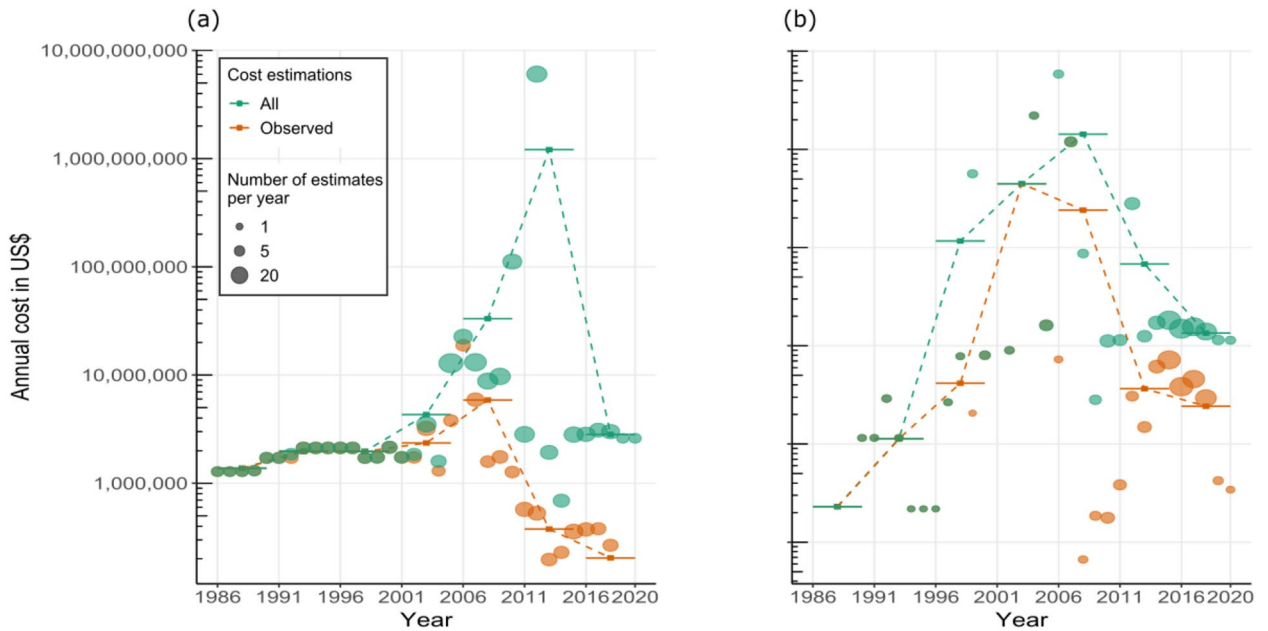 (a)
(b)
Annual cost in US$
10,000,000,000
1,000,000,000
100,000,000
10,000,000
1,000,000
Cost estimations
All
Observed
Number of estimates
per year
1
5
20
1986 1991 1996 2001 2006 2011 2016 2020
Year
1986 1991 1996 2001 2006 2011 2016 2020
Year